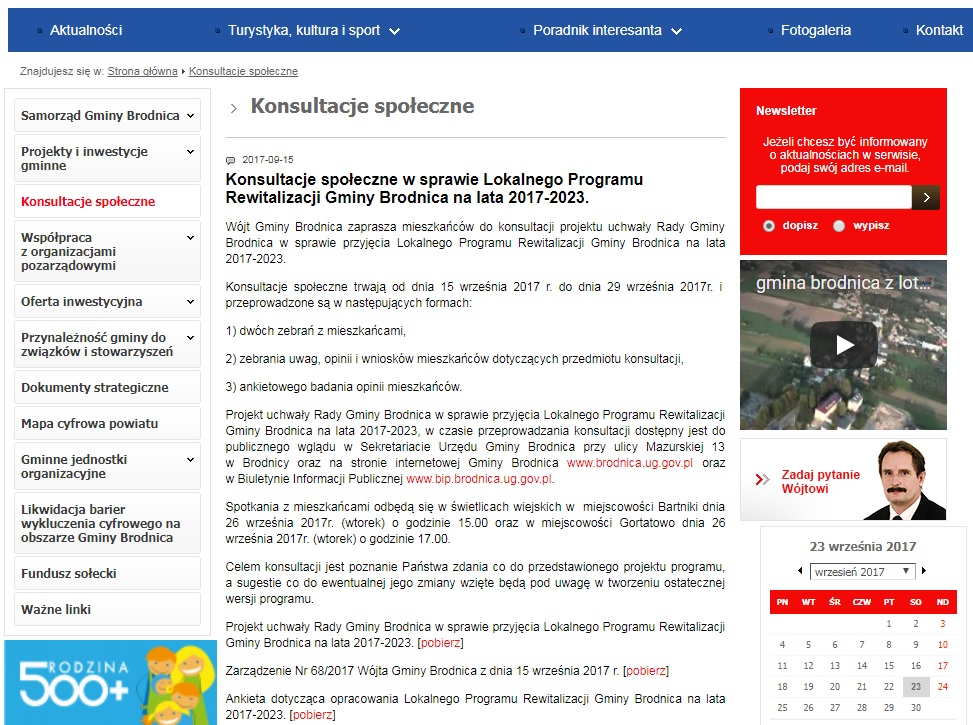 Aktualności
Turystyka, kultura i sport
Poradnik interesanta
Fotogaleria
Kontakt
Znajdujesz się w: Strona główna Konsultacje społeczne
Samorząd Gminy Brodnica
Projekty i inwestycje
gminne
Konsultacje społeczne
Współpraca
z organizacjami
pozarządowymi
Oferta inwestycyjna
Przynależność gminy do
związków i stowarzyszeń
Dokumenty strategiczne
Mapa cyfrowa powiatu
Gminne jednostki
organizacyjne
Likwidacja barier
wykluczenia cyfrowego na
obszarze Gminy Brodnica
Fundusz sołecki
Ważne linki
RODZINA
500+
Konsultacje społeczne
2017-09-15
Konsultacje społeczne w sprawie Lokalnego Programu
Rewitalizacji Gminy Brodnica na lata 2017-2023.
Wójt Gminy Brodnica zaprasza mieszkańców do konsultacji projektu uchwały Rady Gminy
Brodnica w sprawie przyjęcia Lokalnego Programu Rewitalizacji Gminy Brodnica na lata
2017-2023.
Konsultacje społeczne trwają od dnia 15 września 2017 r. do dnia 29 września 2017r. i
przeprowadzone są w następujących formach:
1) dwóch zebrań z mieszkańcami,
2) zebrania uwag, opinii i wniosków mieszkańców dotyczących przedmiotu konsultacji,
3) ankietowego badania opinii mieszkańców.
Projekt uchwały Rady Gminy Brodnica w sprawie przyjęcia Lokalnego Programu Rewitalizacji
Gminy Brodnica na lata 2017-2023, w czasie przeprowadzania konsultacji dostępny jest do
publicznego wglądu w Sekretariacie Urzędu Gminy Brodnica przy ulicy Mazurskiej 13
w Brodnicy oraz na stronie internetowej Gminy Brodnica www.brodnica.ug.gov.pl oraz
w Biuletynie Informacji Publicznej www.bip.brodnica.ug.gov.pl.
Spotkania z mieszkańcami odbędą się w świetlicach wiejskich w miejscowości Bartniki dnia
26 września 2017r. (wtorek) o godzinie 15.00 oraz w miejscowości Gortatowo dnia 26
września 2017r. (wtorek) o godzinie 17.00.
Celem konsultacji jest poznanie Państwa zdania co do przedstawionego projektu programu,
a sugestie co do ewentualnej jego zmiany wzięte będą pod uwagę w tworzeniu ostatecznej
wersji programu.
Projekt uchwały Rady Gminy Brodnica w sprawie przyjęcia Lokalnego Programu Rewitalizacji
Gminy Brodnica na lata 2017-2023. [pobierz]
Zarządzenie Nr 68/2017 Wójta Gminy Brodnica z dnia 15 września 2017 r. [pobierz]
Ankieta dotycząca opracowania Lokalnego Programu Rewitalizacji Gminy Brodnica na lata
2017-2023. [pobierz]
Newsletter
Jeżeli chcesz być informowany
o aktualnościach w serwisie,
podaj swój adres e-mail.
dopisz wypisz
gmina brodnica z lot...
Zadaj pytanie
Wójtowi
23 września 2017
wrzesień 2017
PN WT ŚR CZW PT SO ND
1 2 3
4 5 6 7 8 9 10
11 12 13 14 15 16 17
18 19 20 21 22 23 24
25 26 27 28 29 30